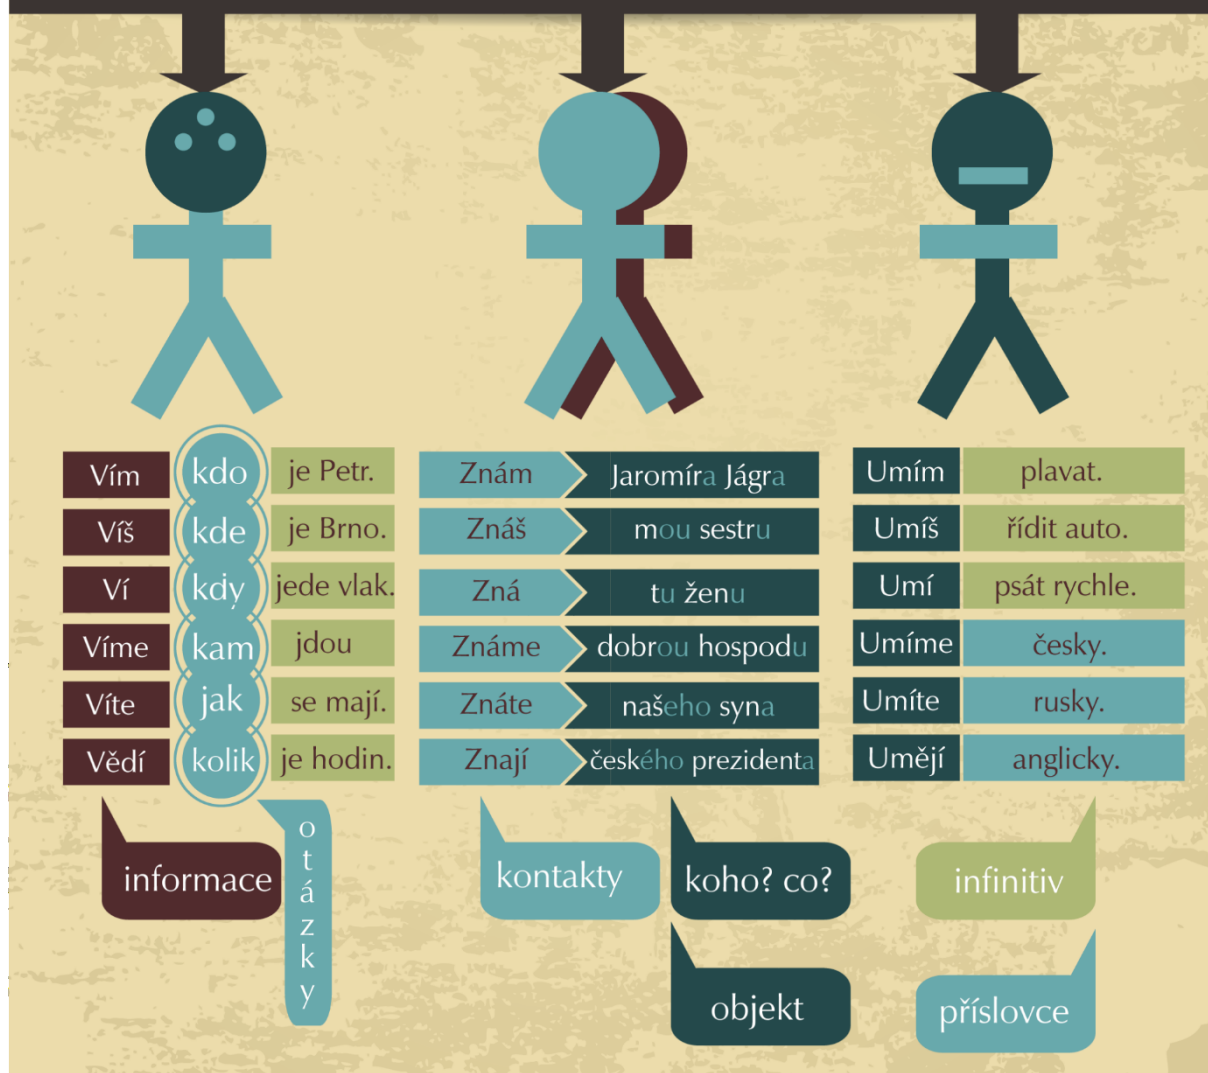 Vím kdo je Petr.
Víš kde je Brno.
Ví kdy jede vlak.
Víme kam jdou
Víte jak se mají.
Vědí kolik je hodin.
informace
otázky
Znám Jaromíra Jágra
Znáš mou sestru
Zná tu ženu
Známe dobrou hospodu
Znáte našeho syna
Znají českého prezidenta
kontakty
koho? co?
objekt
Umím plavat.
Umíš řídit auto.
Umí psát rychle.
Umíme česky.
Umíte rusky.
Umějí anglicky.
infinitiv
příslovce